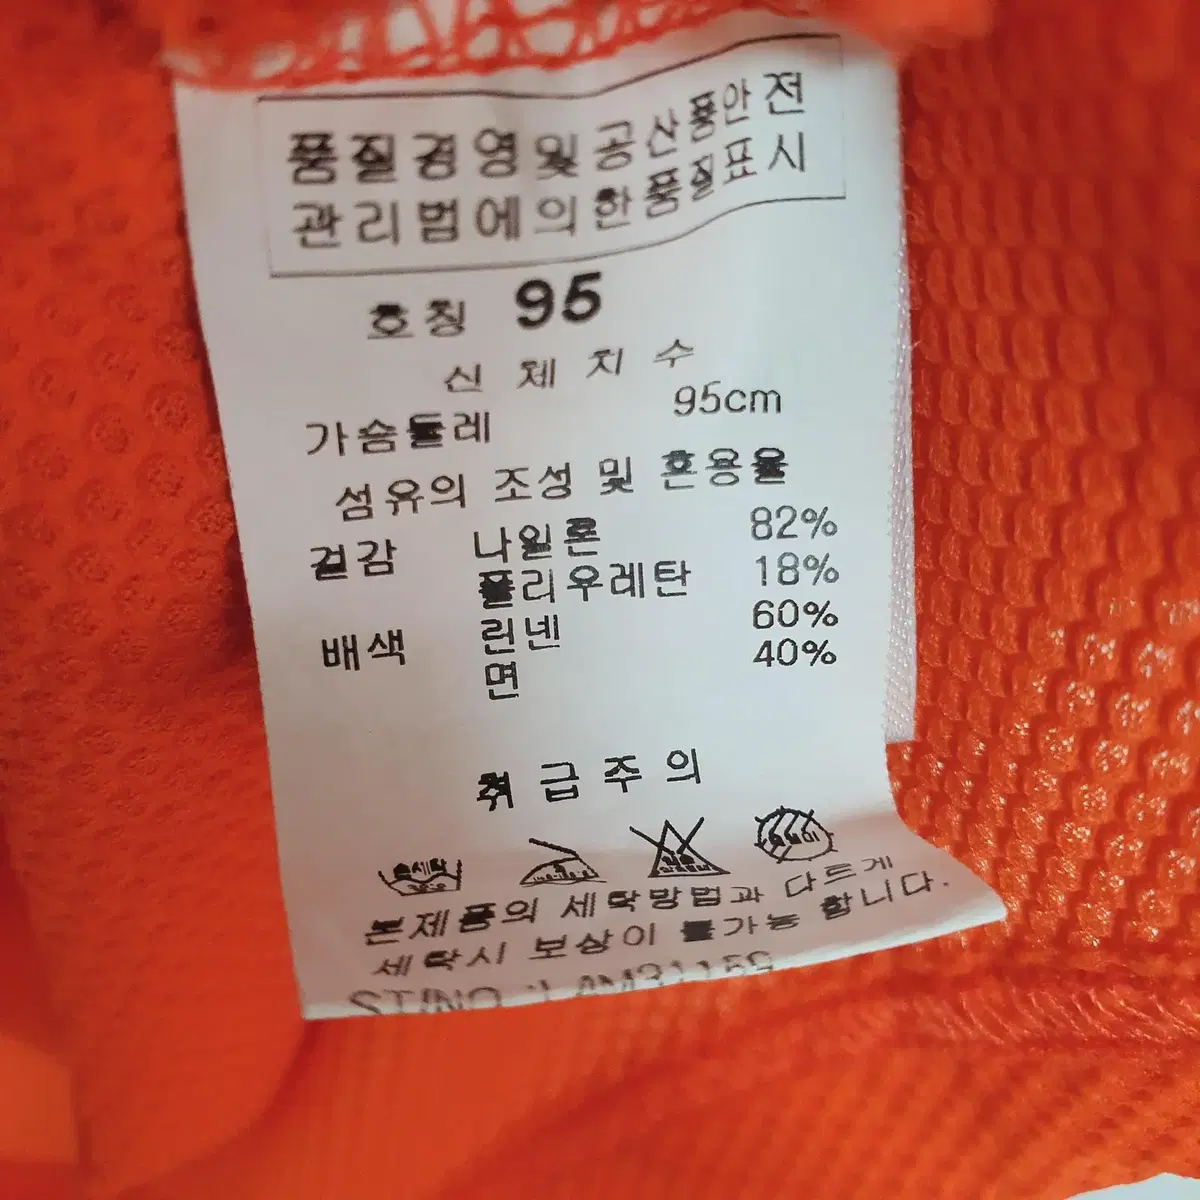 품질경영및공산품안전
관리법에의한품질표시
호칭 95
신체치수
가슴둘레 95cm
섬유의 조성 및 혼용율
겉감 나일론 82%
폴리우레탄 18%
배색 린넨 60%
면 40%
취급주의
손세탁
본제품의 세탁방법과 다르게
세탁시 보상이 불가능 합니다.